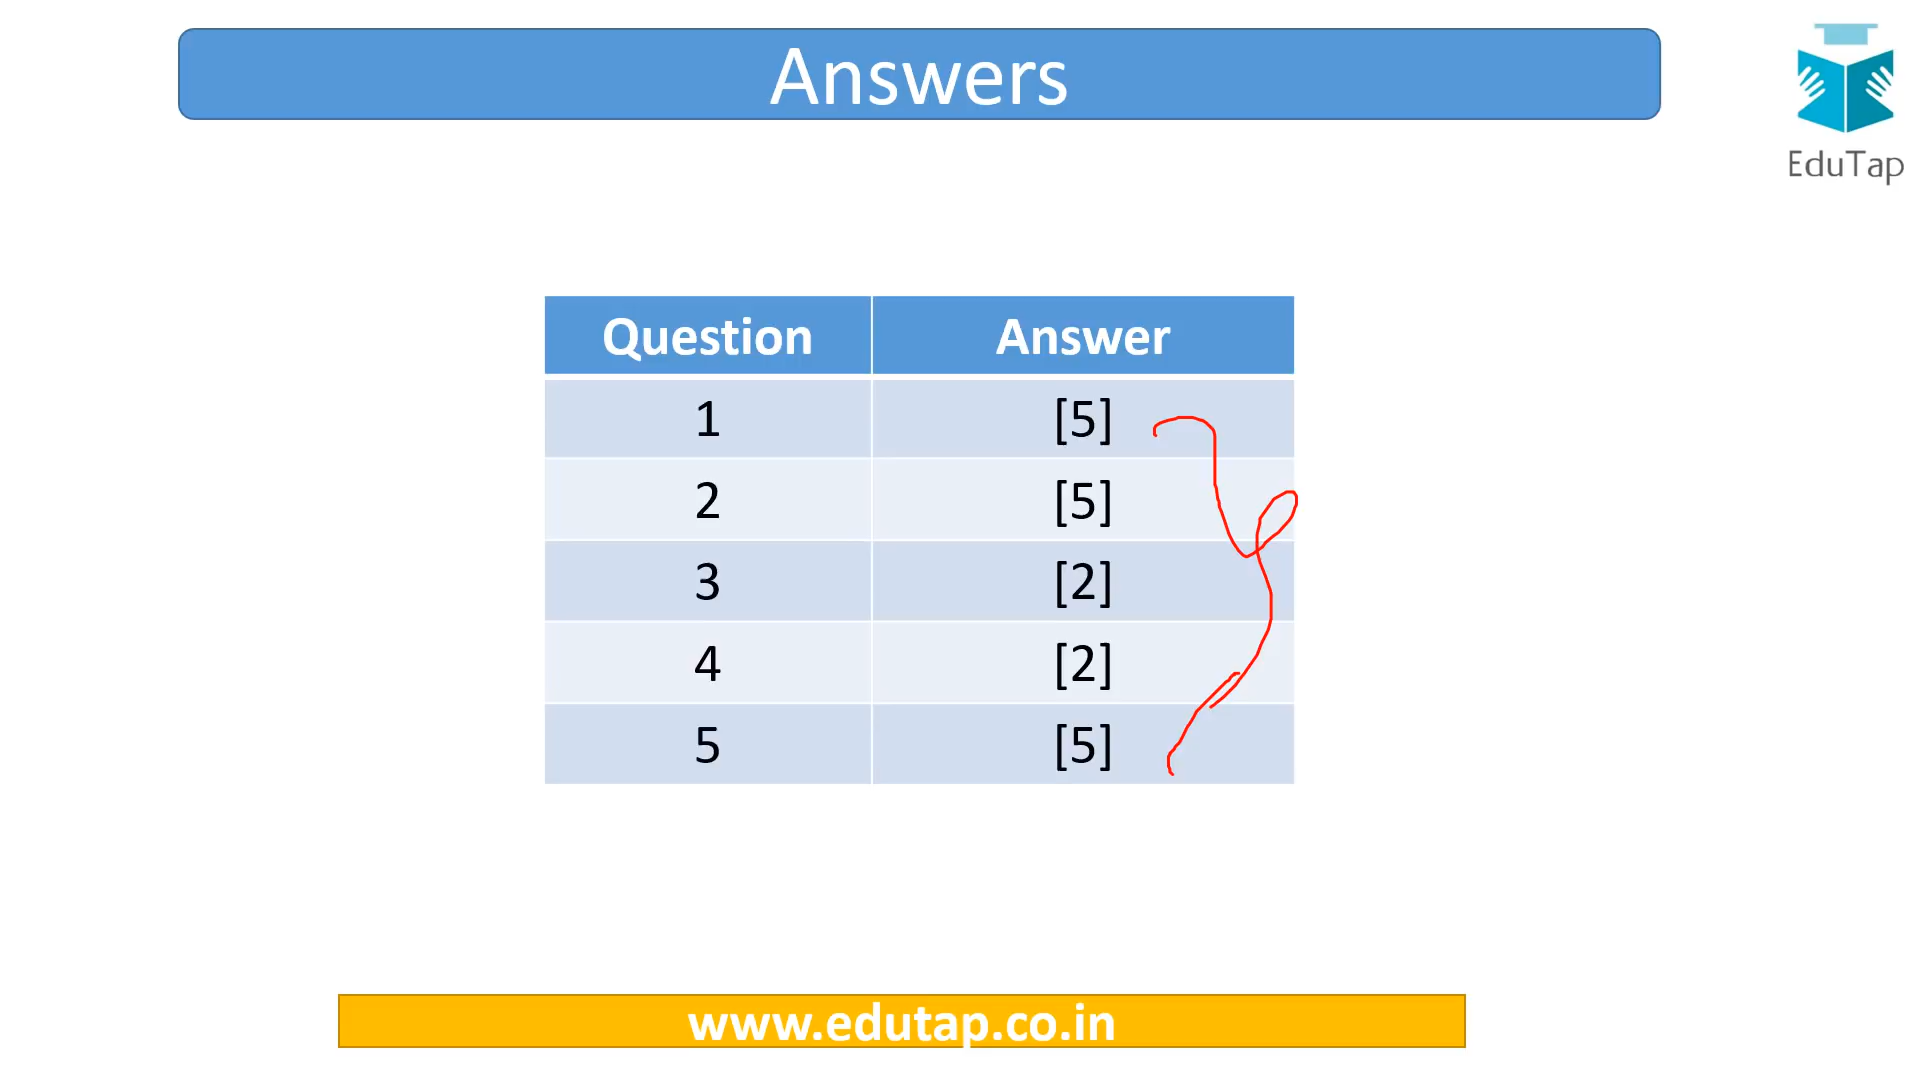 Answers
EduTap
Question Answer
1 [5]
2 [5]
3 [2]
4 [2]
5 [5]
www.edutap.co.in